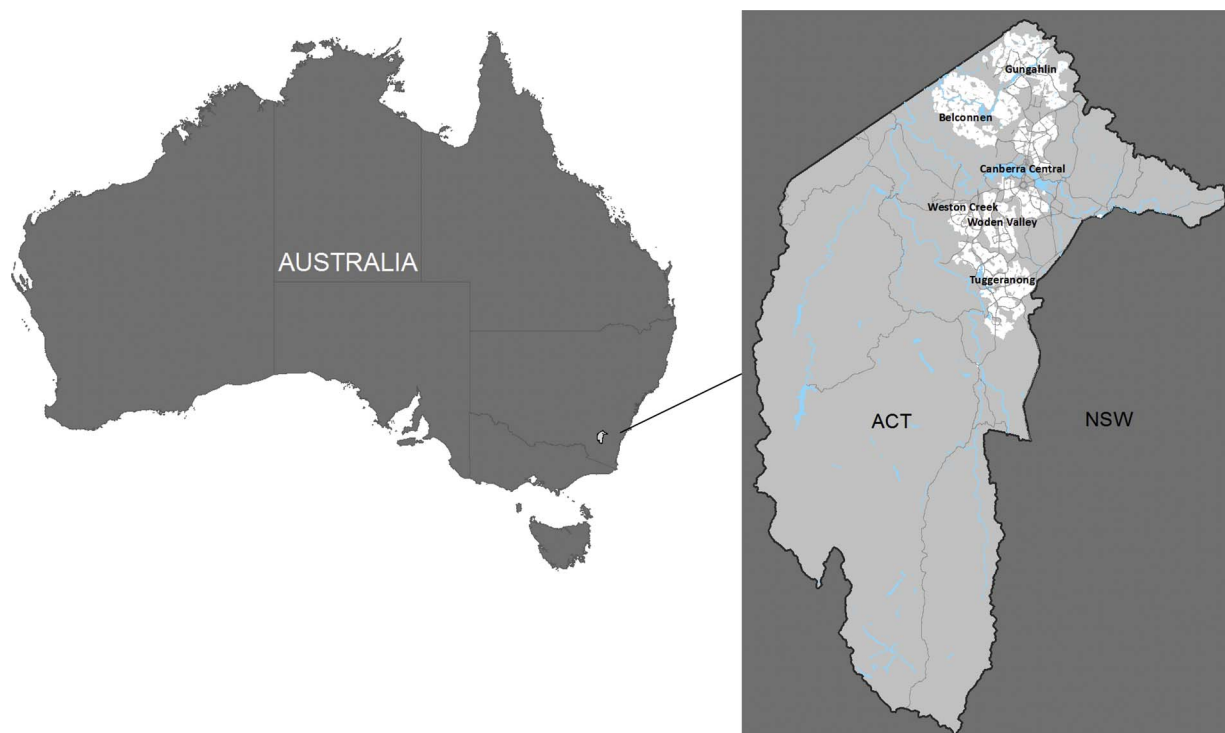 AUSTRALIA
Gungahlin
Belconnen
Canberra Central
Weston Creek
Woden Valley
Tuggeranong
ACT
NSW